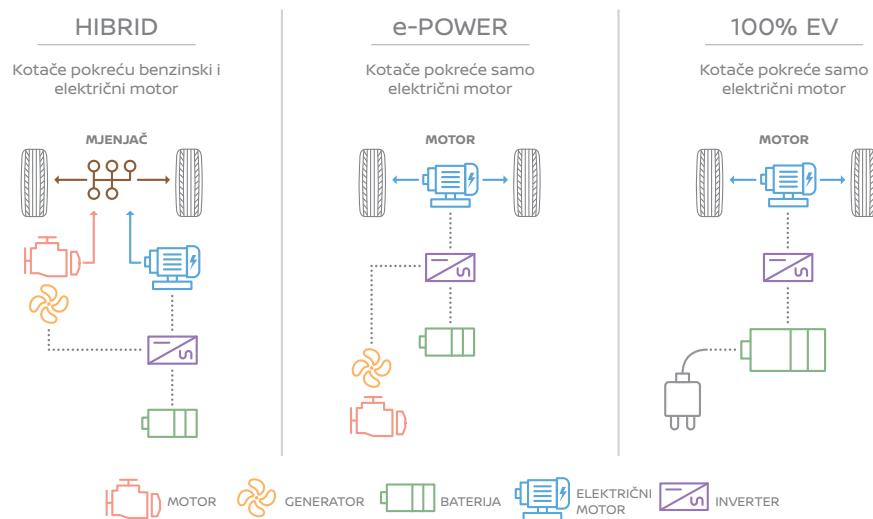 HIBRID
Kotače pokreću benzinski i
električni motor
MJENJAČ
e-POWER
Kotače pokreće samo
električni motor
MOTOR
100% EV
Kotače pokreće samo
električni motor
MOTOR
MOTOR
GENERATOR
BATERIJA
ELEKTRIČNI
MOTOR
INVERTER